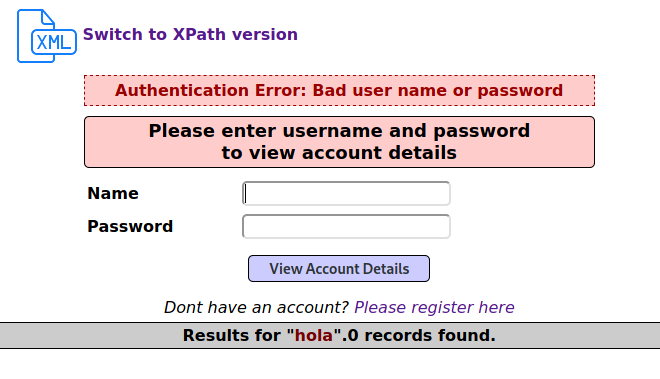 XML
Switch to XPath version
Authentication Error: Bad user name or password
Please enter username and password
to view account details
Name
Password
View Account Details
Dont have an account? Please register here
Results for "hola".0 records found.